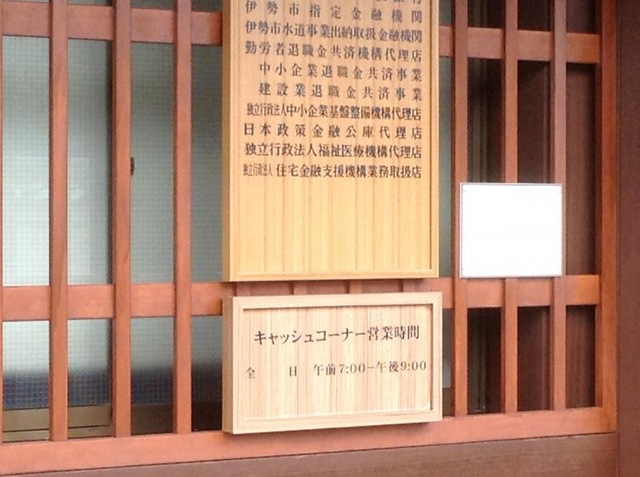 伊勢市指定金融機関
伊勢市水道事業出納取扱金融機関
勤労者退職金共済機構代理店
中小企業退職金共済事業
建設業退職金共済事業
独立行政法人中小企業基盤整備機構代理店
日本政策金融公庫代理店
独立行政法人福祉医療機構代理店
独立行政法人住宅金融支援機構業務取扱店
キャッシュコーナー営業時間
全 日 午前7:00−午後9:00